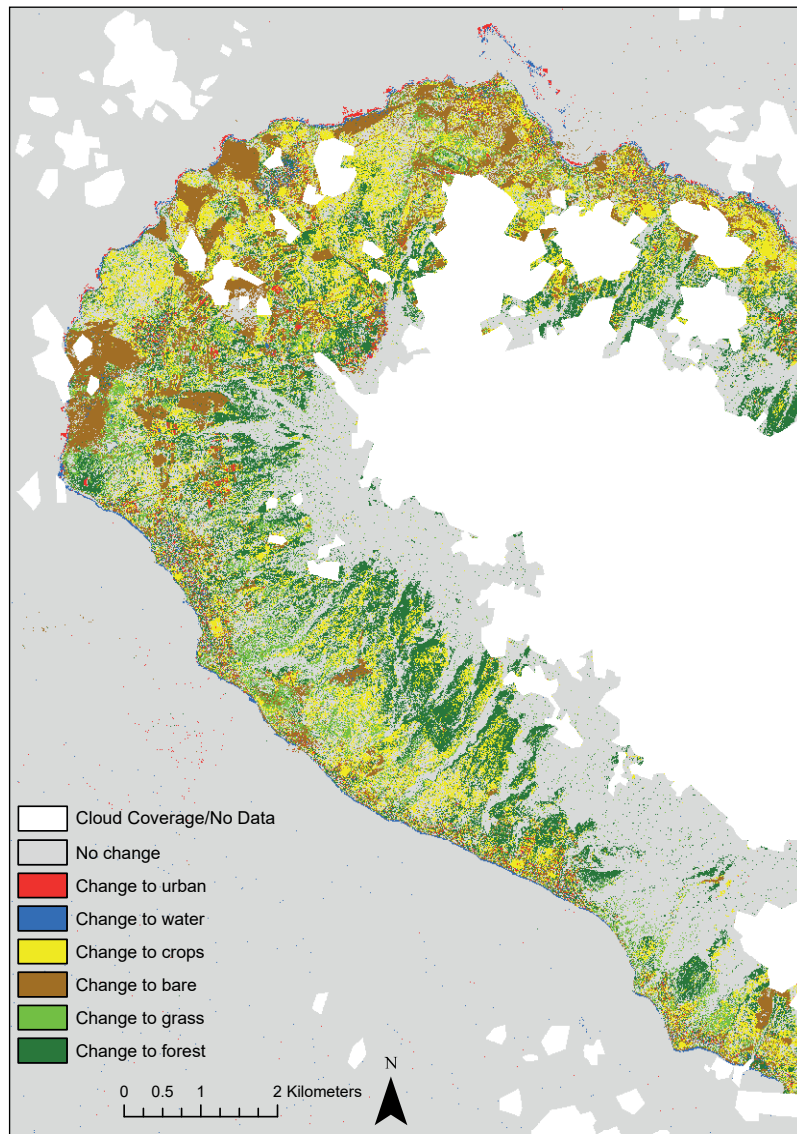 Cloud Coverage/No Data
No change
Change to urban
Change to water
Change to crops
Change to bare
Change to grass
Change to forest
N
0 0.5 1 2 Kilometers